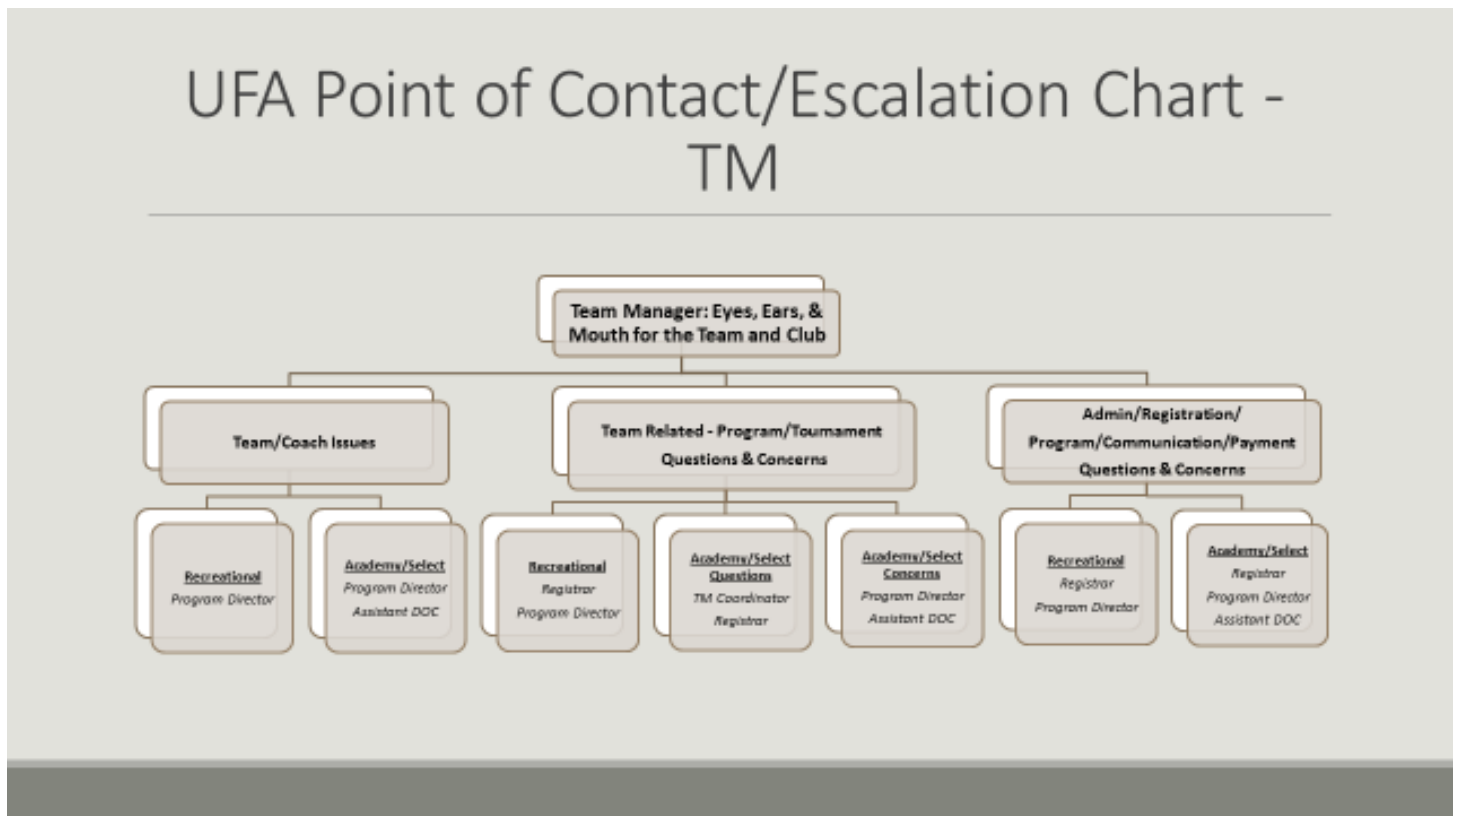 UFA Point of Contact/Escalation Chart -
TM
Team Manager: Eyes, Ears, &
Mouth for the Team and Club
Team/Coach Issues
Team Related - Program/Tournament
Questions & Concerns
Admin/Registration/
Program/Communication/Payment
Questions & Concerns
Recreational
Program Director
Academy/Select
Program Director
Assistant DOC
Recreational
Registrar
Program Director
Academy/Select
Questions
TM Coordinator
Registrar
Academy/Select
Concerns
Program Director
Assistant DOC
Recreational
Registrar
Program Director
Academy/Select
Registrar
Program Director
Assistant DOC